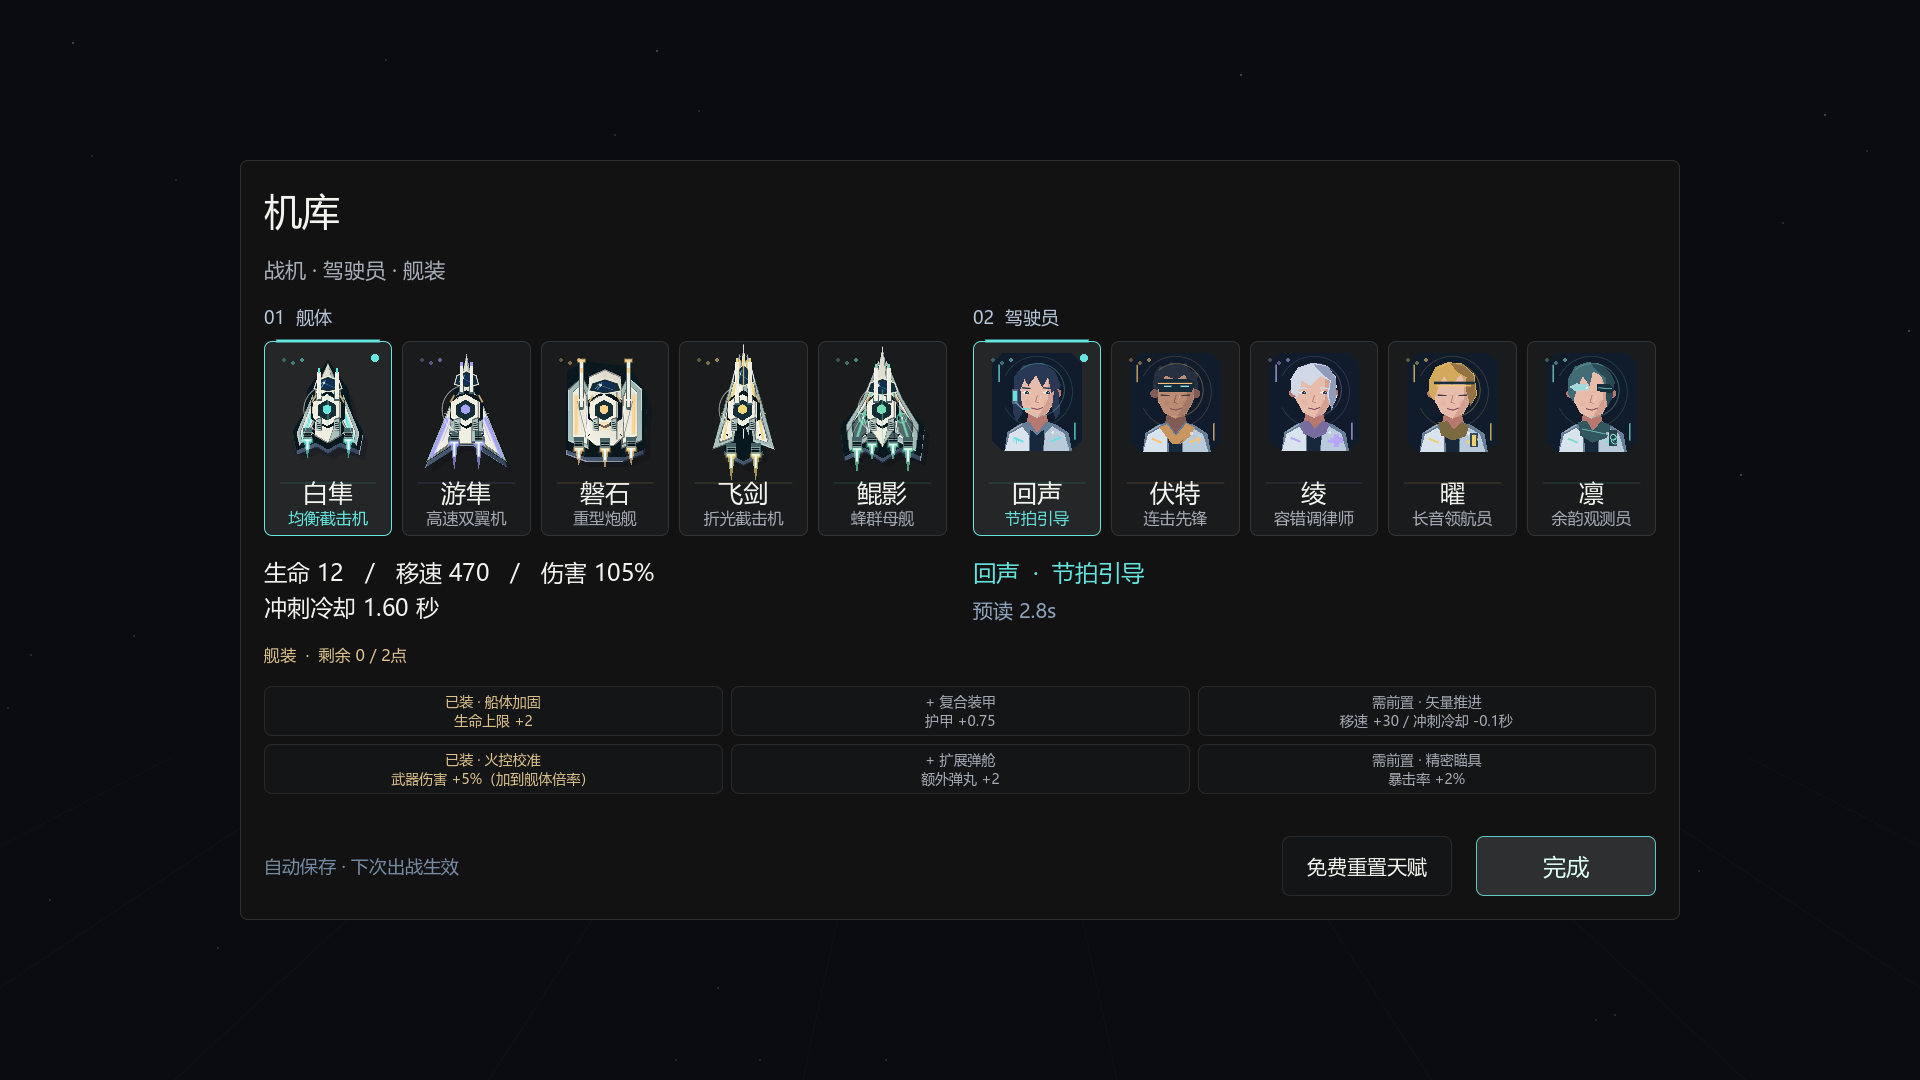 机库
战机 · 驾驶员 · 舰装
01 舰体
白隼
均衡截击机
游隼
高速双翼机
磐石
重型炮舰
飞剑
折光截击机
鲲影
蜂群母舰
02 驾驶员
回声
节拍引导
伏特
连击先锋
绫
容错调律师
曜
长音领航员
凛
余韵观测员
生命 12 / 移速 470 / 伤害 105%
冲刺冷却 1.60 秒
回声 · 节拍引导
预读 2.8s
舰装 · 剩余 0 / 2点
已装 · 船体加固
生命上限 +2
+ 复合装甲
护甲 +0.75
需前置 · 矢量推进
移速 +30 / 冲刺冷却 -0.1秒
已装 · 火控校准
武器伤害 +5%（加到舰体倍率）
+ 扩展弹舱
额外弹丸 +2
需前置 · 精密瞄具
暴击率 +2%
自动保存 · 下次出战生效
免费重置天赋
完成